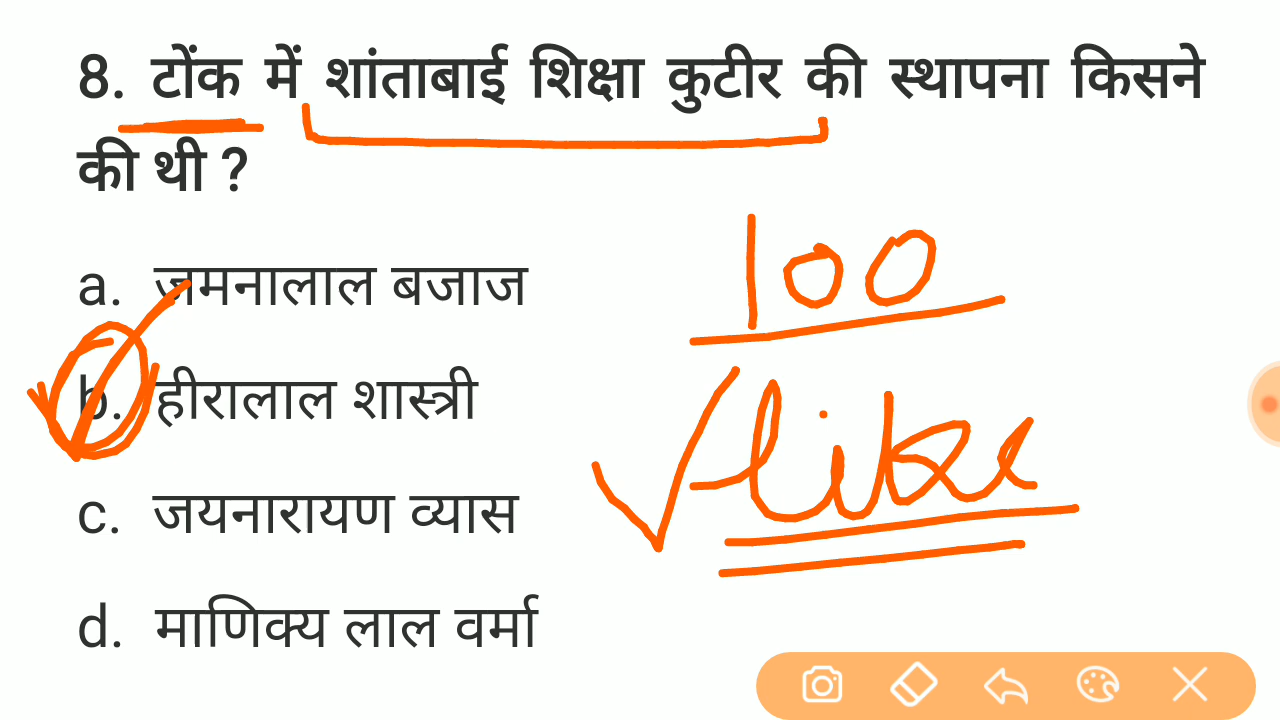 8. टोंक में शांताबाई शिक्षा कुटीर की स्थापना किसने
की थी ?
a. जमनालाल बजाज
b. हीरालाल शास्त्री
c. जयनारायण व्यास
d. माणिक्य लाल वर्मा
100
like